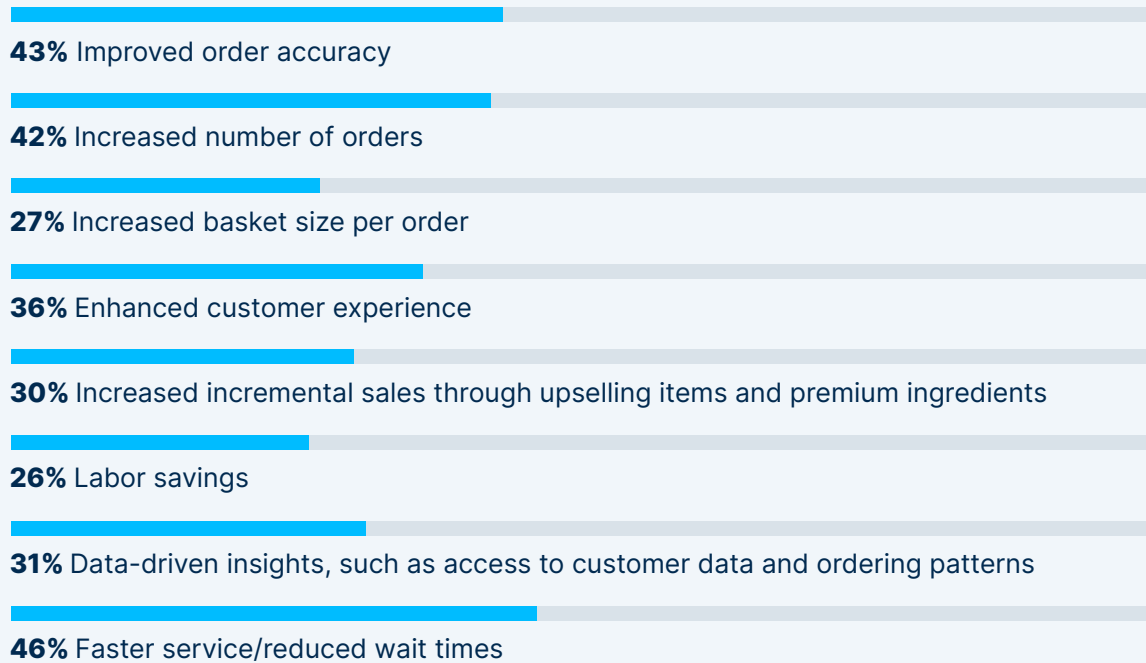 43% Improved order accuracy
42% Increased number of orders
27% Increased basket size per order
36% Enhanced customer experience
30% Increased incremental sales through upselling items and premium ingredients
26% Labor savings
31% Data-driven insights, such as access to customer data and ordering patterns
46% Faster service/reduced wait times